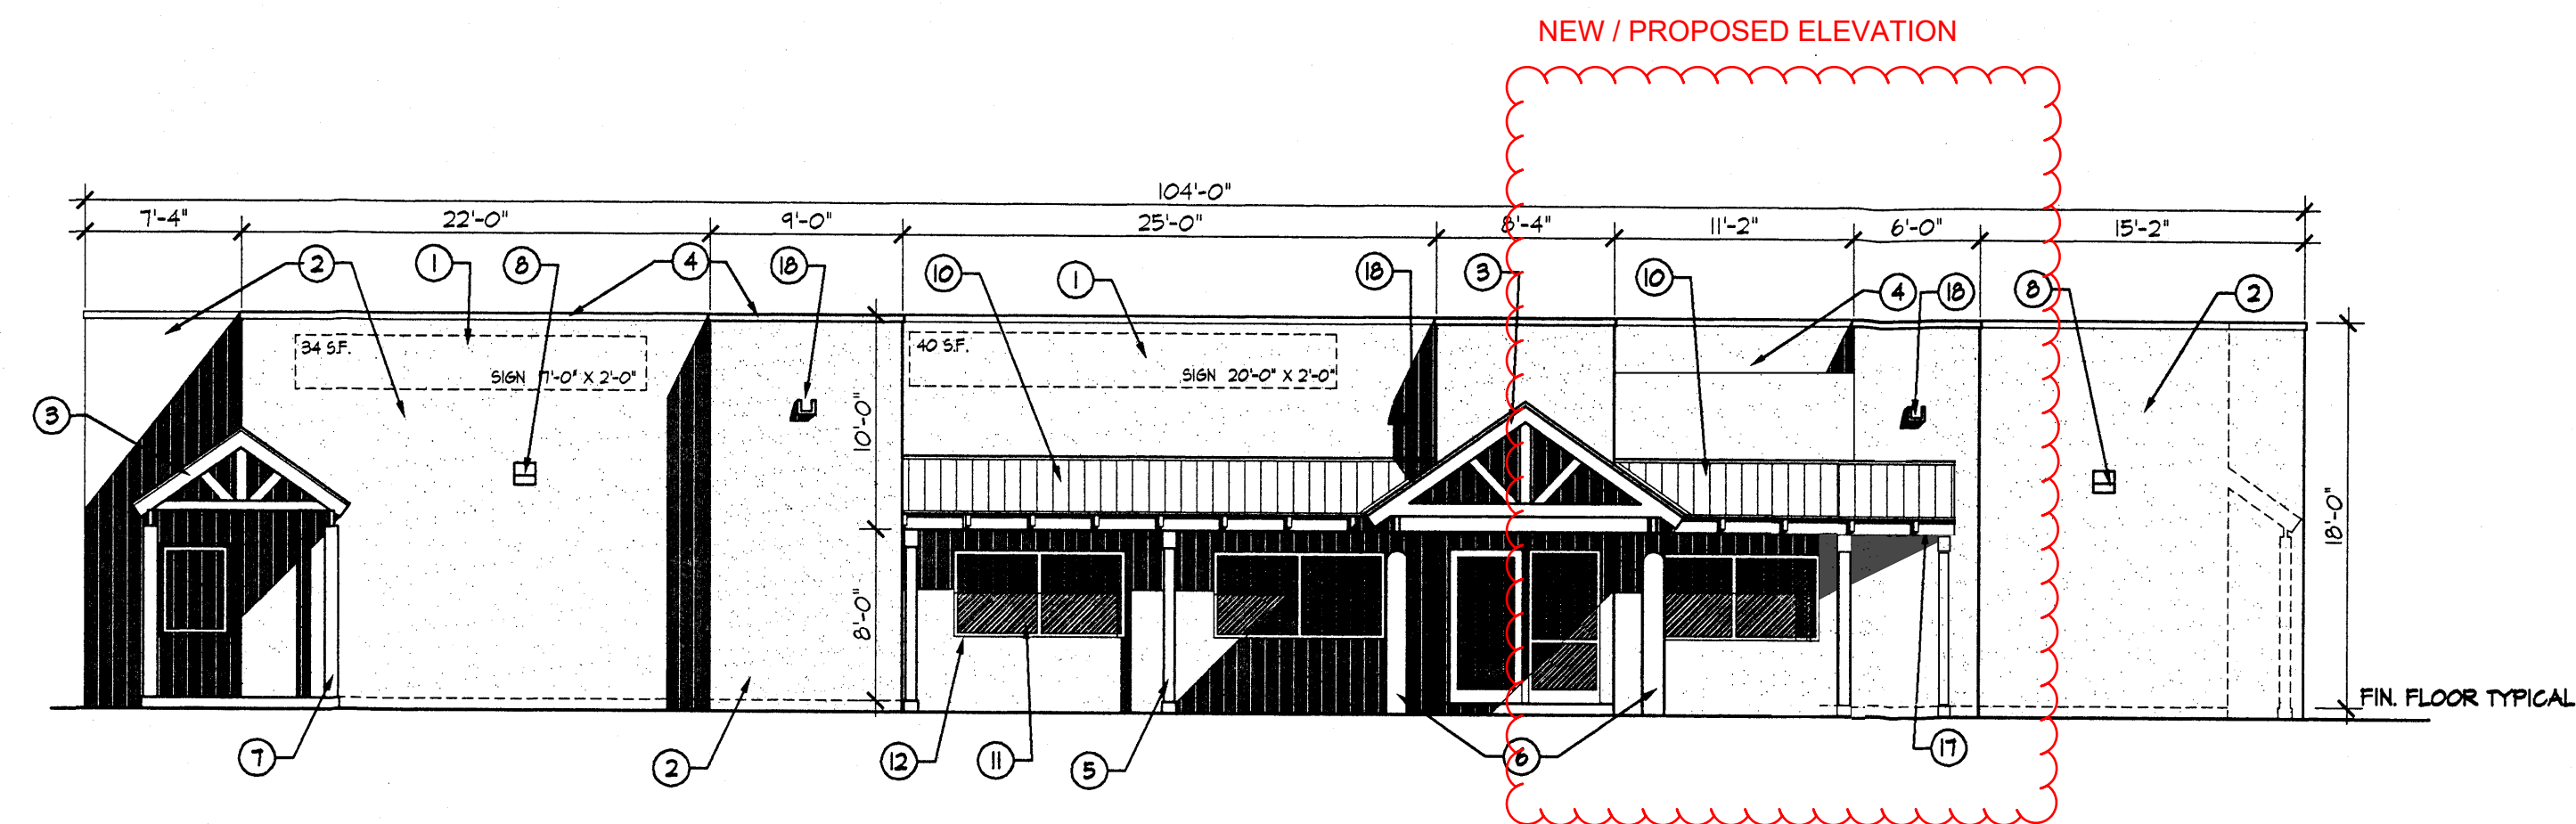 NEW / PROPOSED ELEVATION
104'-0"
7'-4" 22'-0" 9'-0" 25'-0" 8'-4" 11'-2" 6'-0" 15'-2"
2 1 8 4 18 10 1 18 3 10 4 18 8 2
34 S.F.
SIGN 17'-0" X 2'-0"
40 S.F.
SIGN 20'-0" X 2'-0"
3
10'-0"
8'-0"
18'-0"
FIN. FLOOR TYPICAL
7 2 12 11 5 6 17